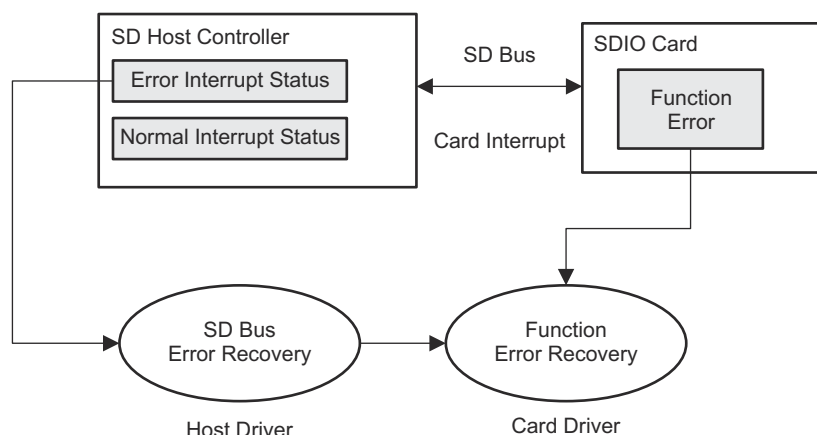 SD Host Controller
Error Interrupt Status
Normal Interrupt Status
SD Bus
Card Interrupt
SDIO Card
Function
Error
SD Bus
Error Recovery
Function
Error Recovery
Host Driver
Card Driver